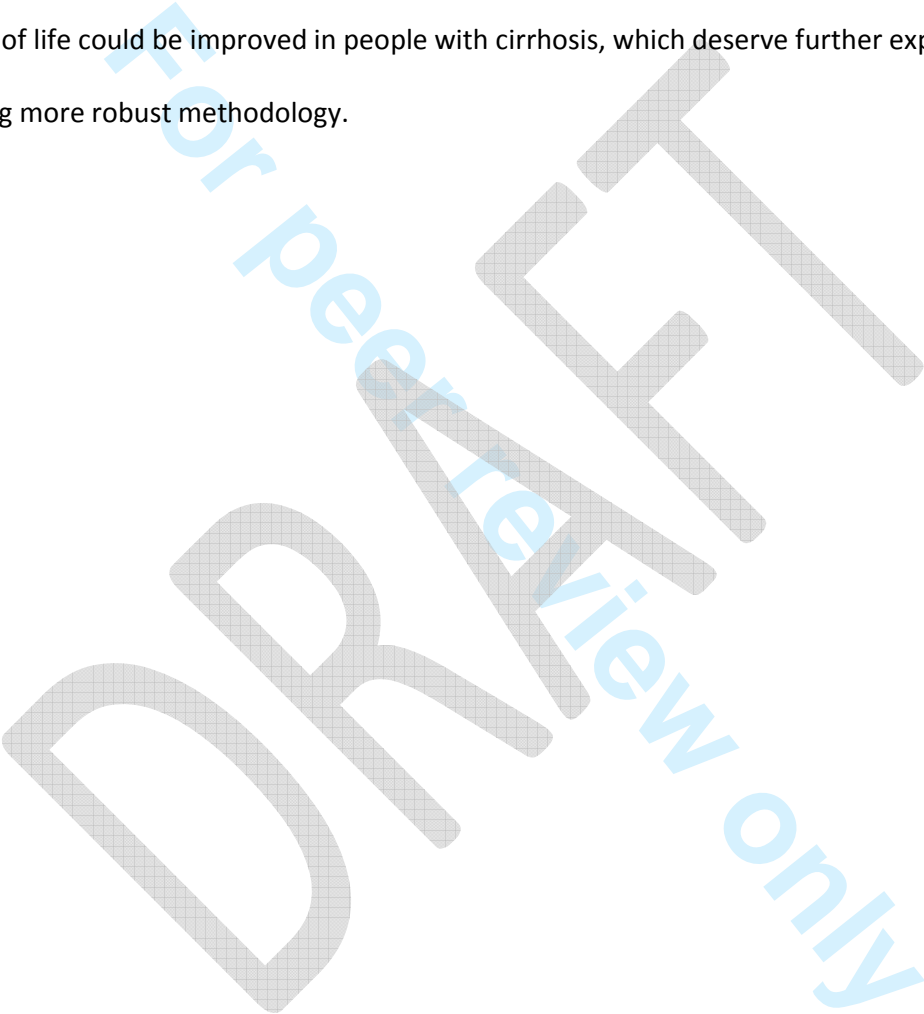 of life could be improved in people with cirrhosis, which deserve further exp
g more robust methodology.
For peer review only
DRAFT